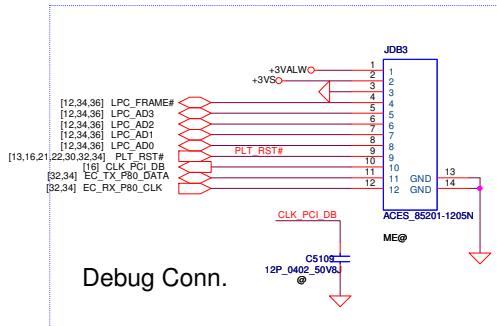 JDB3
+3VALW 1 1
+3VS 2 2
3 3
[12,34,36] LPC_FRAME# 4 4
[12,34,36] LPC_AD3 5 5
[12,34,36] LPC_AD2 6 6
[12,34,36] LPC_AD1 7 7
[12,34,36] LPC_AD0 8 8
[13,16,21,22,30,32,34] PLT_RST# PLT_RST# 9 9
[16] CLK_PCI_DB 10 10
[32,34] EC_TX_P80_DATA 11 11 GND 13
[32,34] EC_RX_P80_CLK 12 12 GND 14
ACES_85201-1205N
CLK_PCI_DB
ME@
C5109
12P_0402_50V8J
@
Debug Conn.